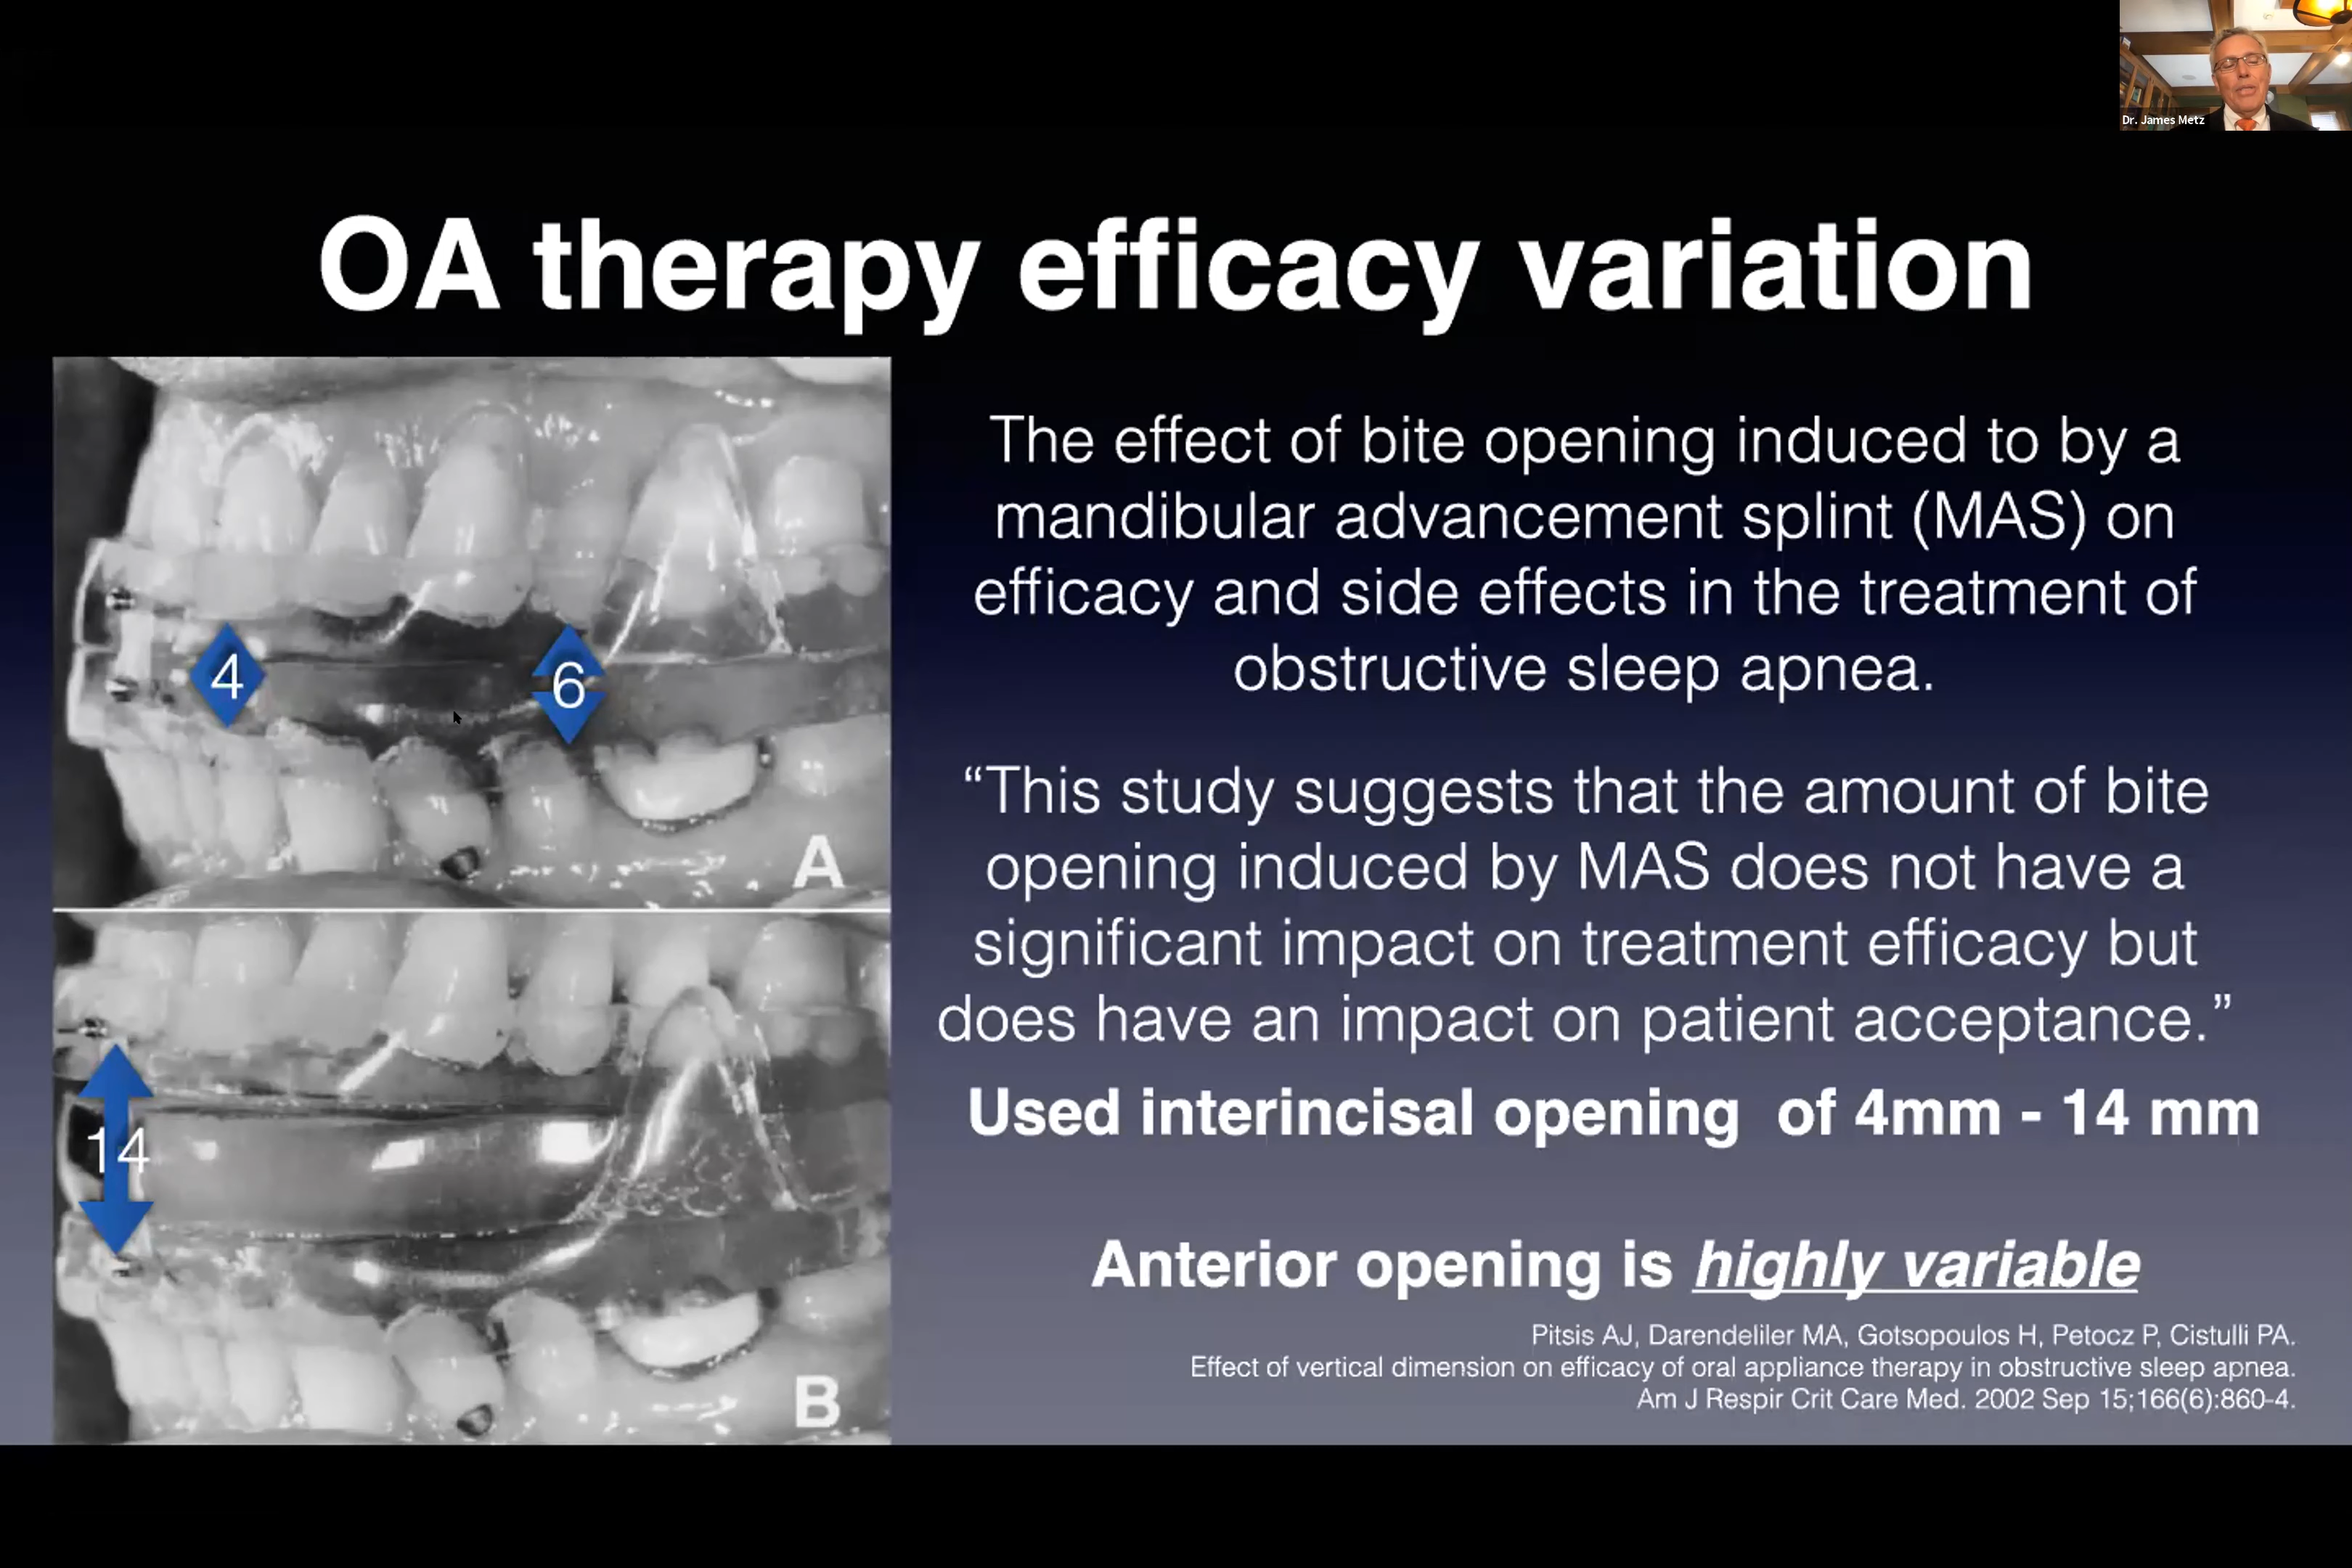 Dr. James Metz
OA therapy efficacy variation
The effect of bite opening induced to by a
mandibular advancement splint (MAS) on
efficacy and side effects in the treatment of
obstructive sleep apnea.
“This study suggests that the amount of bite
opening induced by MAS does not have a
significant impact on treatment efficacy but
does have an impact on patient acceptance.”
Used interincisal opening of 4mm - 14 mm
Anterior opening is highly variable
Pitsis AJ, Darendeliler MA, Gotsopoulos H, Petocz P, Cistulli PA.
Effect of vertical dimension on efficacy of oral appliance therapy in obstructive sleep apnea.
Am J Respir Crit Care Med. 2002 Sep 15;166(6):860-4.
4
6
A
14
B